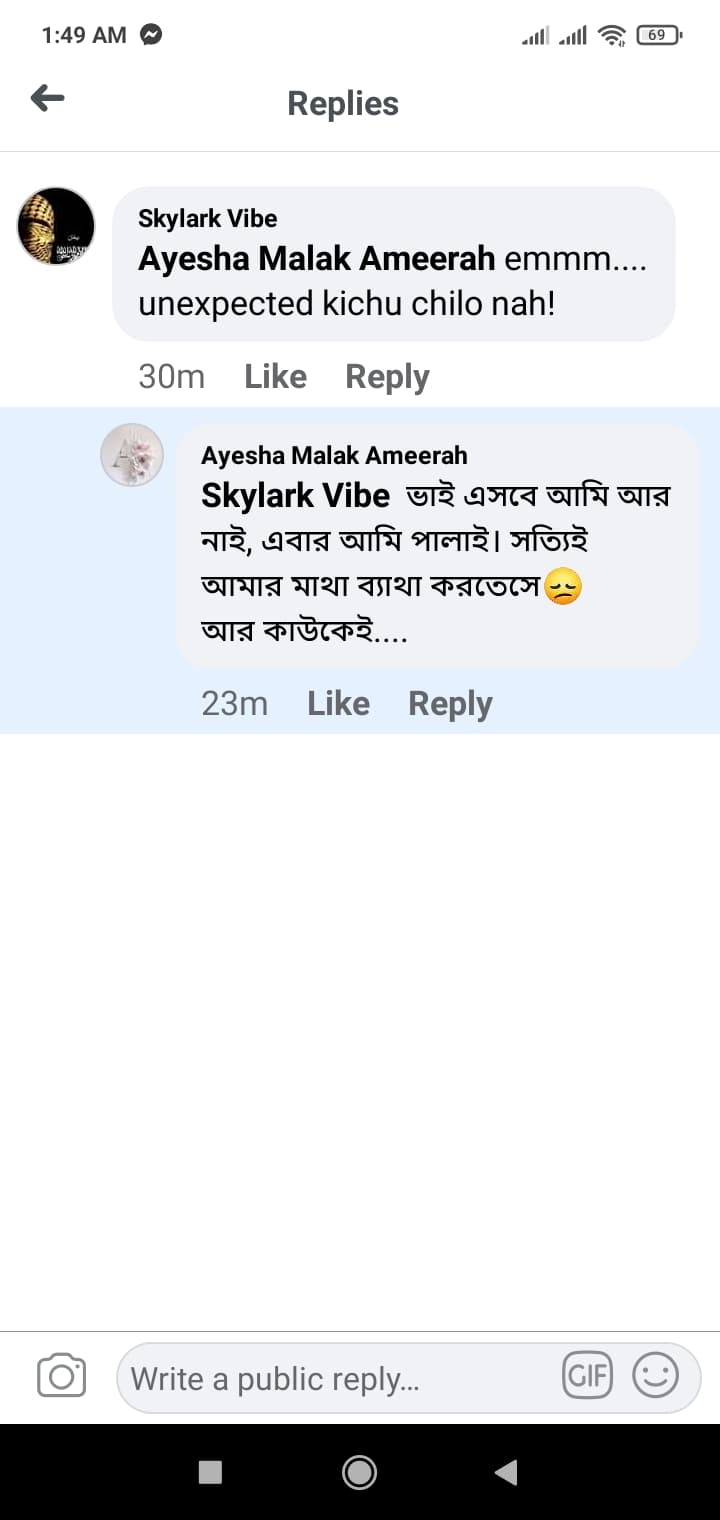 1:49 AM
69
Replies
Skylark Vibe
Ayesha Malak Ameerah emmm....
unexpected kichu chilo nah!
30m Like Reply
Ayesha Malak Ameerah
Skylark Vibe ভাই এসবে আমি আর
নাই, এবার আমি পালাই। সত্যিই
আমার মাথা ব্যাথা করতেসে😞
আর কাউকেই....
23m Like Reply
Write a public reply...
GIF